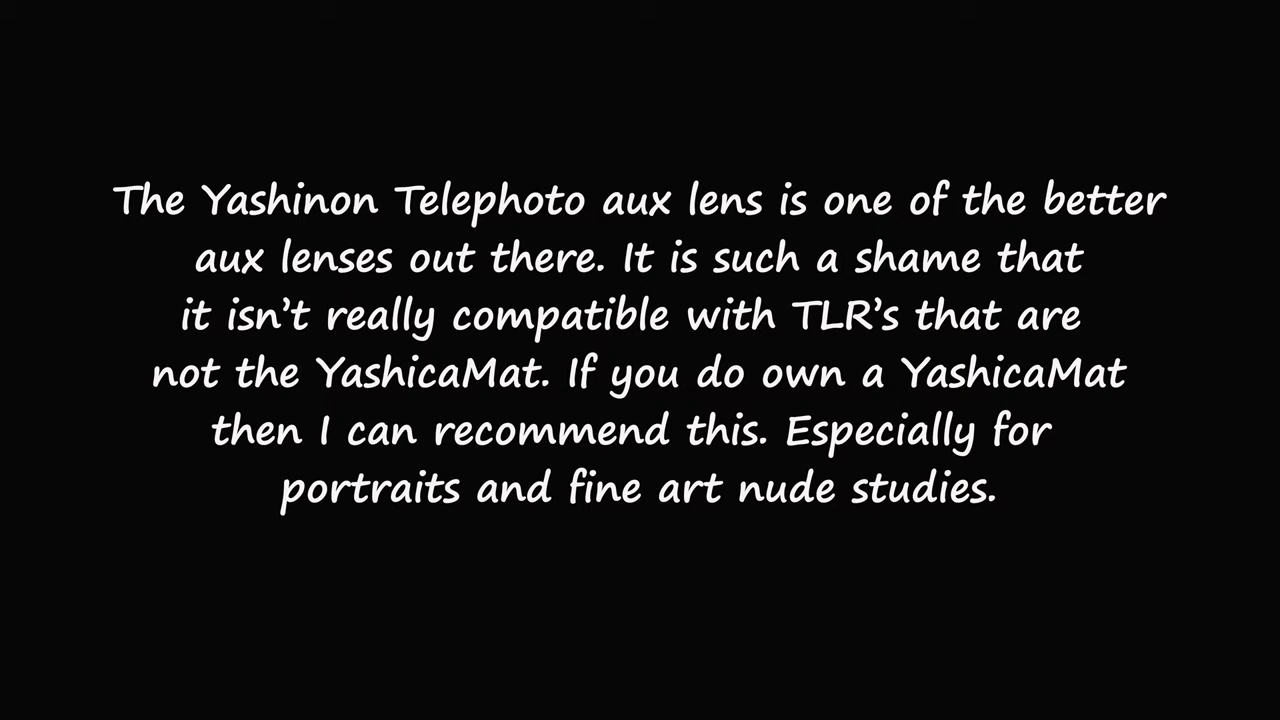 The Yashinon Telephoto aux lens is one of the better
aux lenses out there. It is such a shame that
it isn’t really compatible with TLR’s that are
not the YashicaMat. If you do own a YashicaMat
then I can recommend this. Especially for
portraits and fine art nude studies.